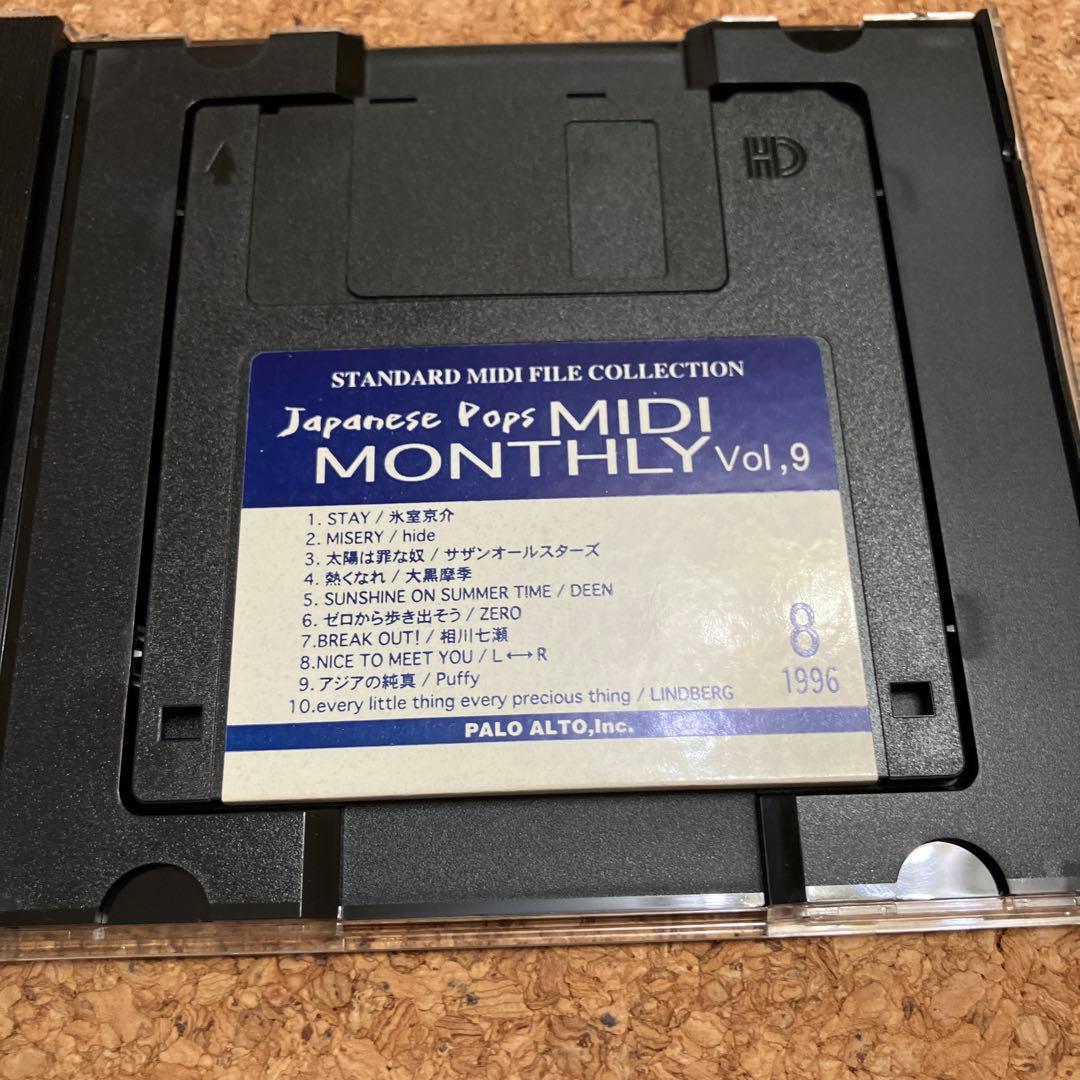 HD
STANDARD MIDI FILE COLLECTION
Japanese Pops MIDI
MONTHLY Vol,9
1. STAY / 氷室京介
2. MISERY / hide
3. 太陽は罪な奴 / サザンオールスターズ
4. 熱くなれ / 大黒摩季
5. SUNSHINE ON SUMMER TIME / DEEN
6. ゼロから歩き出そう / ZERO
7.BREAK OUT! / 相川七瀬
8.NICE TO MEET YOU / L⟷R
9. アジアの純真 / Puffy
10.every little thing every precious thing / LINDBERG
8
1996
PALO ALTO,Inc.